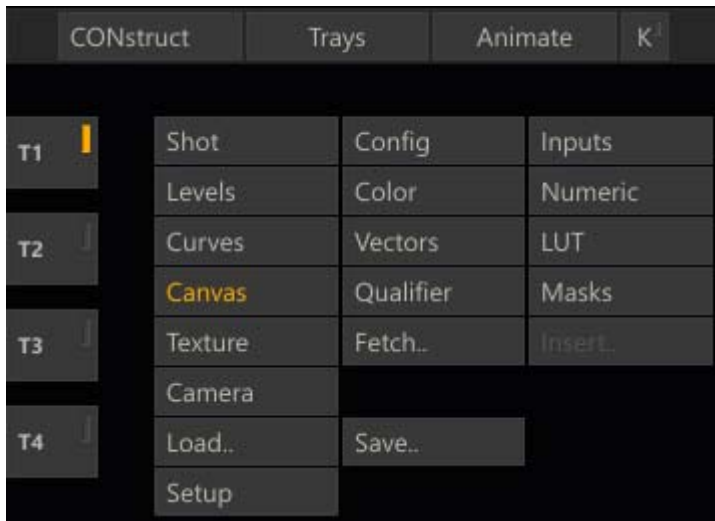 CONstruct Trays Animate K
T1 Shot Config Inputs
Levels Color Numeric
T2 Curves Vectors LUT
Canvas Qualifier Masks
T3 Texture Fetch.. Insert..
Camera
T4 Load.. Save..
Setup